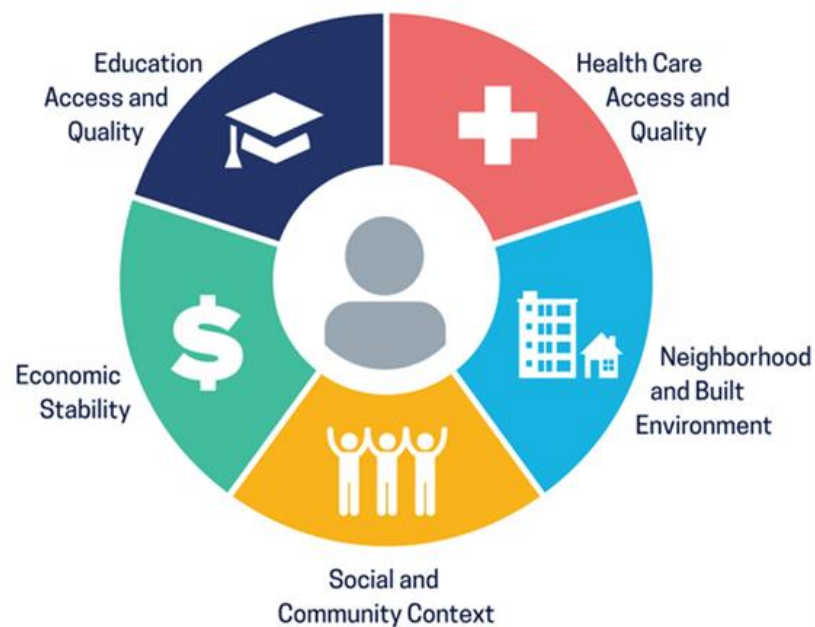 Education
Access and
Quality
Health Care
Access and
Quality
Economic
Stability
Neighborhood
and Built
Environment
Social and
Community Context